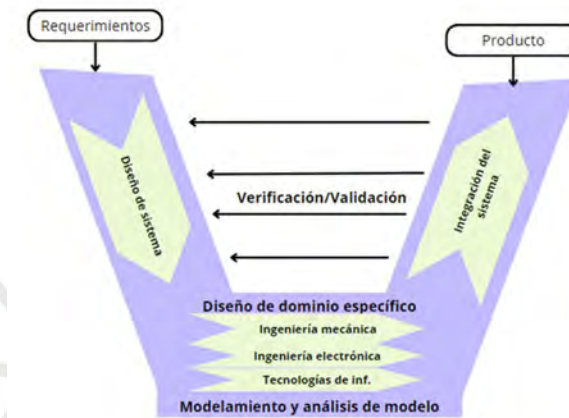 Requerimientos
Producto
Diseño de sistema
Integración del
sistema
Verificación/Validación
Diseño de dominio específico
Ingeniería mecánica
Ingeniería electrónica
Tecnologías de inf.
Modelamiento y análisis de modelo